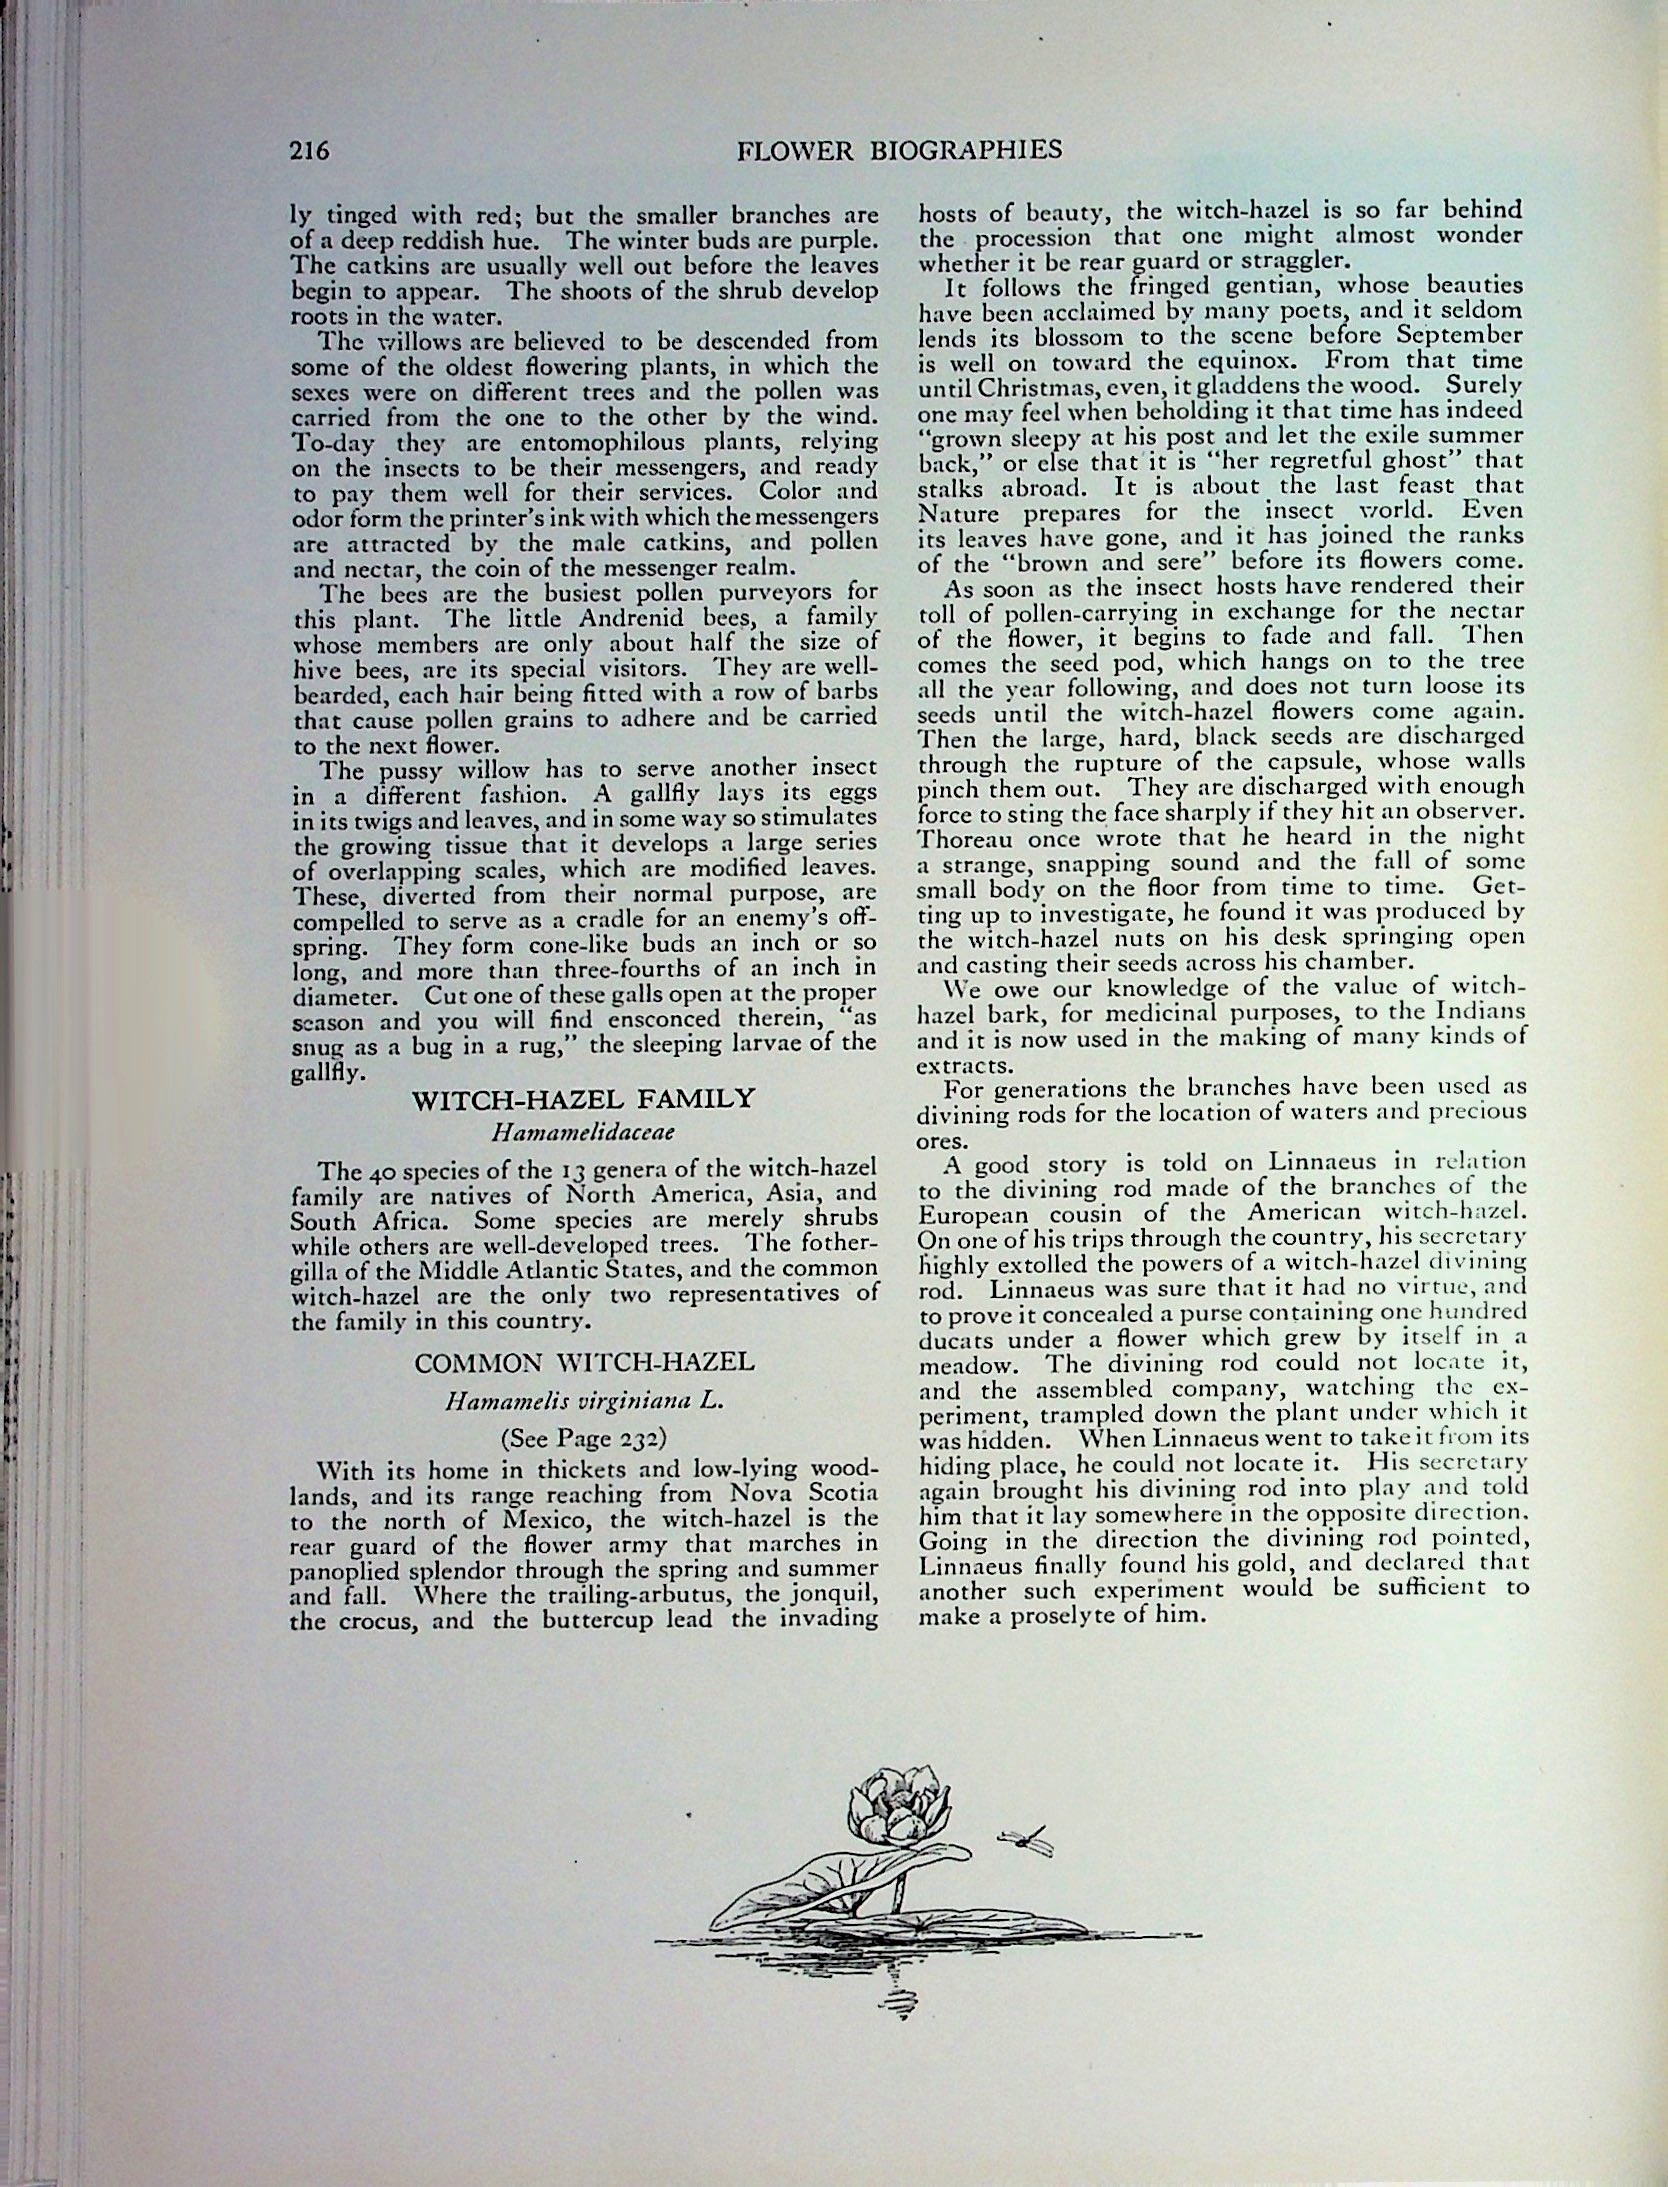 216
FLOWER BIOGRAPHIES
ly tinged with red; but the smaller branches are
of a deep reddish hue. The winter buds are purple.
The catkins are usually well out before the leaves
begin to appear. The shoots of the shrub develop
roots in the water.
The willows are believed to be descended from
some of the oldest flowering plants, in which the
sexes were on different trees and the pollen was
carried from the one to the other by the wind.
To-day they are entomophilous plants, relying
on the insects to be their messengers, and ready
to pay them well for their services. Color and
odor form the printer's ink with which the messengers
are attracted by the male catkins, and pollen
and nectar, the coin of the messenger realm.
The bees are the busiest pollen purveyors for
this plant. The little Andrenid bees, a family
whose members are only about half the size of
hive bees, are its special visitors. They are well-
bearded, each hair being fitted with a row of barbs
that cause pollen grains to adhere and be carried
to the next flower.
The pussy willow has to serve another insect
in a different fashion. A gallfly lays its eggs
in its twigs and leaves, and in some way so stimulates
the growing tissue that it develops a large series
of overlapping scales, which are modified leaves.
These, diverted from their normal purpose, are
compelled to serve as a cradle for an enemy's off-
spring. They form cone-like buds an inch or so
long, and more than three-fourths of an inch in
diameter. Cut one of these galls open at the proper
season and you will find ensconced therein, "as
snug as a bug in a rug," the sleeping larvae of the
gallfly.
WITCH-HAZEL FAMILY
Hamamelidaceae
The 40 species of the 13 genera of the witch-hazel
family are natives of North America, Asia, and
South Africa. Some species are merely shrubs
while others are well-developed trees. The fother-
gilla of the Middle Atlantic States, and the common
witch-hazel are the only two representatives of
the family in this country.
COMMON WITCH-HAZEL
Hamamelis virginiana L.
(See Page 232)
With its home in thickets and low-lying wood-
lands, and its range reaching from Nova Scotia
to the north of Mexico, the witch-hazel is the
rear guard of the flower army that marches in
panoplied splendor through the spring and summer
and fall. Where the trailing-arbutus, the jonquil,
the crocus, and the buttercup lead the invading
hosts of beauty, the witch-hazel is so far behind
the procession that one might almost wonder
whether it be rear guard or straggler.
It follows the fringed gentian, whose beauties
have been acclaimed by many poets, and it seldom
lends its blossom to the scene before September
is well on toward the equinox. From that time
until Christmas, even, it gladdens the wood. Surely
one may feel when beholding it that time has indeed
"grown sleepy at his post and let the exile summer
back," or else that it is "her regretful ghost" that
stalks abroad. It is about the last feast that
Nature prepares for the insect world. Even
its leaves have gone, and it has joined the ranks
of the "brown and sere" before its flowers come.
As soon as the insect hosts have rendered their
toll of pollen-carrying in exchange for the nectar
of the flower, it begins to fade and fall. Then
comes the seed pod, which hangs on to the tree
all the year following, and does not turn loose its
seeds until the witch-hazel flowers come again.
Then the large, hard, black seeds are discharged
through the rupture of the capsule, whose walls
pinch them out. They are discharged with enough
force to sting the face sharply if they hit an observer.
Thoreau once wrote that he heard in the night
a strange, snapping sound and the fall of some
small body on the floor from time to time. Get-
ting up to investigate, he found it was produced by
the witch-hazel nuts on his desk springing open
and casting their seeds across his chamber.
We owe our knowledge of the value of witch-
hazel bark, for medicinal purposes, to the Indians
and it is now used in the making of many kinds of
extracts.
For generations the branches have been used as
divining rods for the location of waters and precious
ores.
A good story is told on Linnaeus in relation
to the divining rod made of the branches of the
European cousin of the American witch-hazel.
On one of his trips through the country, his secretary
highly extolled the powers of a witch-hazel divining
rod. Linnaeus was sure that it had no virtue, and
to prove it concealed a purse containing one hundred
ducats under a flower which grew by itself in a
meadow. The divining rod could not locate it,
and the assembled company, watching the ex-
periment, trampled down the plant under which it
was hidden. When Linnaeus went to take it from its
hiding place, he could not locate it. His secretary
again brought his divining rod into play and told
him that it lay somewhere in the opposite direction.
Going in the direction the divining rod pointed,
Linnaeus finally found his gold, and declared that
another such experiment would be sufficient to
make a proselyte of him.